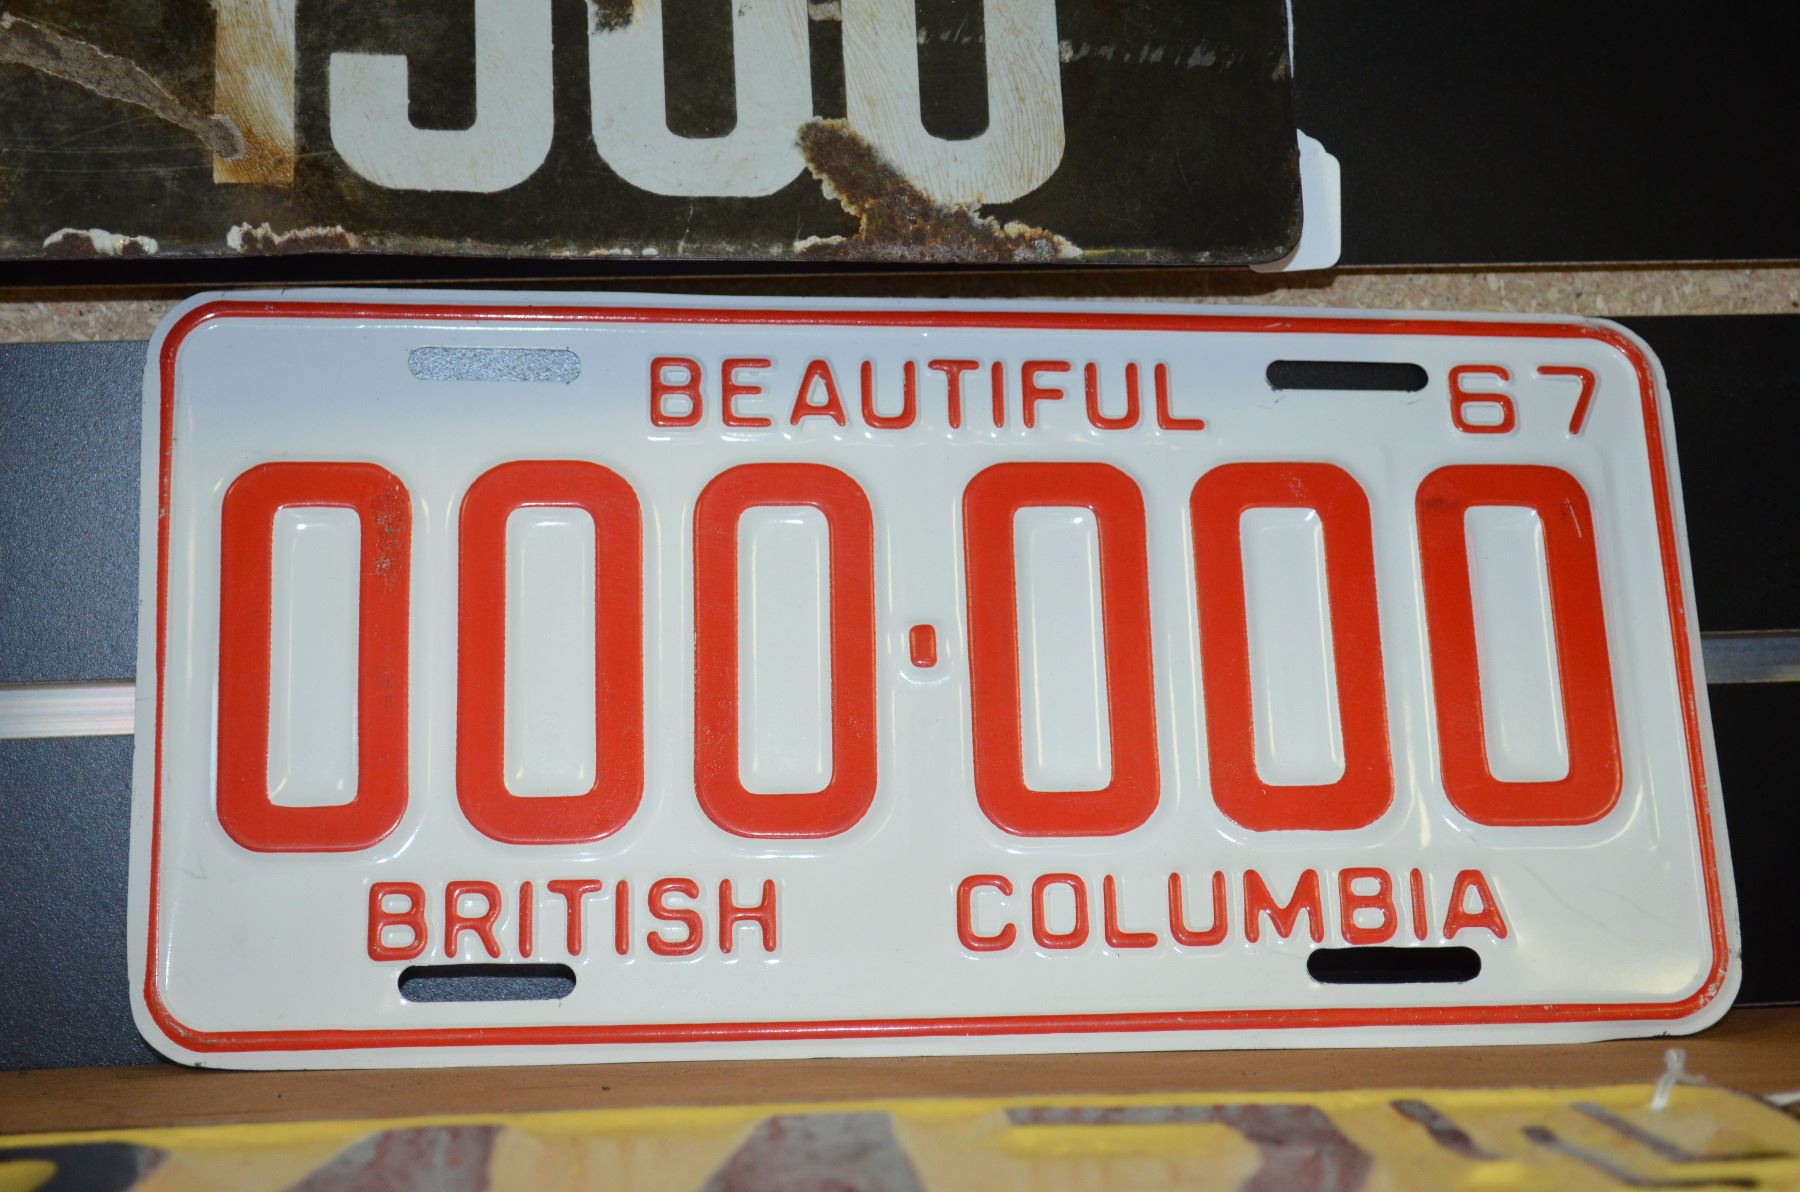 BEAUTIFUL 67
000-000
BRITISH COLUMBIA